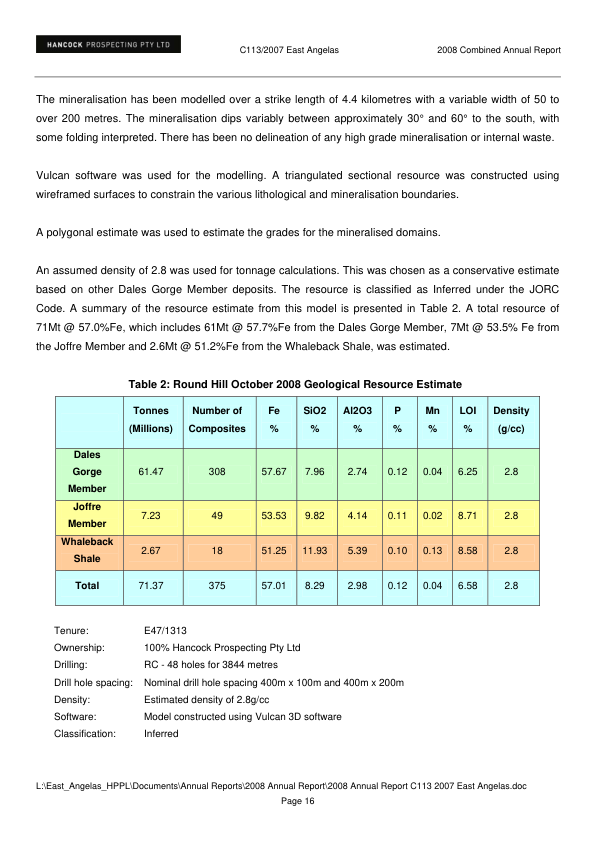 HANCOCK PROSPECTING PTY LTD
C113/2007 East Angelas
2008 Combined Annual Report
The mineralisation has been modelled over a strike length of 4.4 kilometres with a variable width of 50 to
over 200 metres. The mineralisation dips variably between approximately 30° and 60° to the south, with
some folding interpreted. There has been no delineation of any high grade mineralisation or internal waste.
Vulcan software was used for the modelling. A triangulated sectional resource was constructed using
wireframed surfaces to constrain the various lithological and mineralisation boundaries.
A polygonal estimate was used to estimate the grades for the mineralised domains.
An assumed density of 2.8 was used for tonnage calculations. This was chosen as a conservative estimate
based on other Dales Gorge Member deposits. The resource is classified as Inferred under the JORC
Code. A summary of the resource estimate from this model is presented in Table 2. A total resource of
71Mt @ 57.0%Fe, which includes 61Mt @ 57.7%Fe from the Dales Gorge Member, 7Mt @ 53.5% Fe from
the Joffre Member and 2.6Mt @ 51.2%Fe from the Whaleback Shale, was estimated.
Table 2: Round Hill October 2008 Geological Resource Estimate
Tonnes Number of Fe SiO2 Al2O3 P Mn LOI Density
(Millions) Composites % % % % % % (g/cc)
Dales
Gorge
Member
61.47 308 57.67 7.96 2.74 0.12 0.04 6.25 2.8
Joffre
Member
7.23 49 53.53 9.82 4.14 0.11 0.02 8.71 2.8
Whaleback
Shale
2.67 18 51.25 11.93 5.39 0.10 0.13 8.58 2.8
Total 71.37 375 57.01 8.29 2.98 0.12 0.04 6.58 2.8
Tenure: E47/1313
Ownership: 100% Hancock Prospecting Pty Ltd
Drilling: RC - 48 holes for 3844 metres
Drill hole spacing: Nominal drill hole spacing 400m x 100m and 400m x 200m
Density: Estimated density of 2.8g/cc
Software: Model constructed using Vulcan 3D software
Classification: Inferred
L:\East_Angelas_HPPL\Documents\Annual Reports\2008 Annual Report\2008 Annual Report C113 2007 East Angelas.doc
Page 16